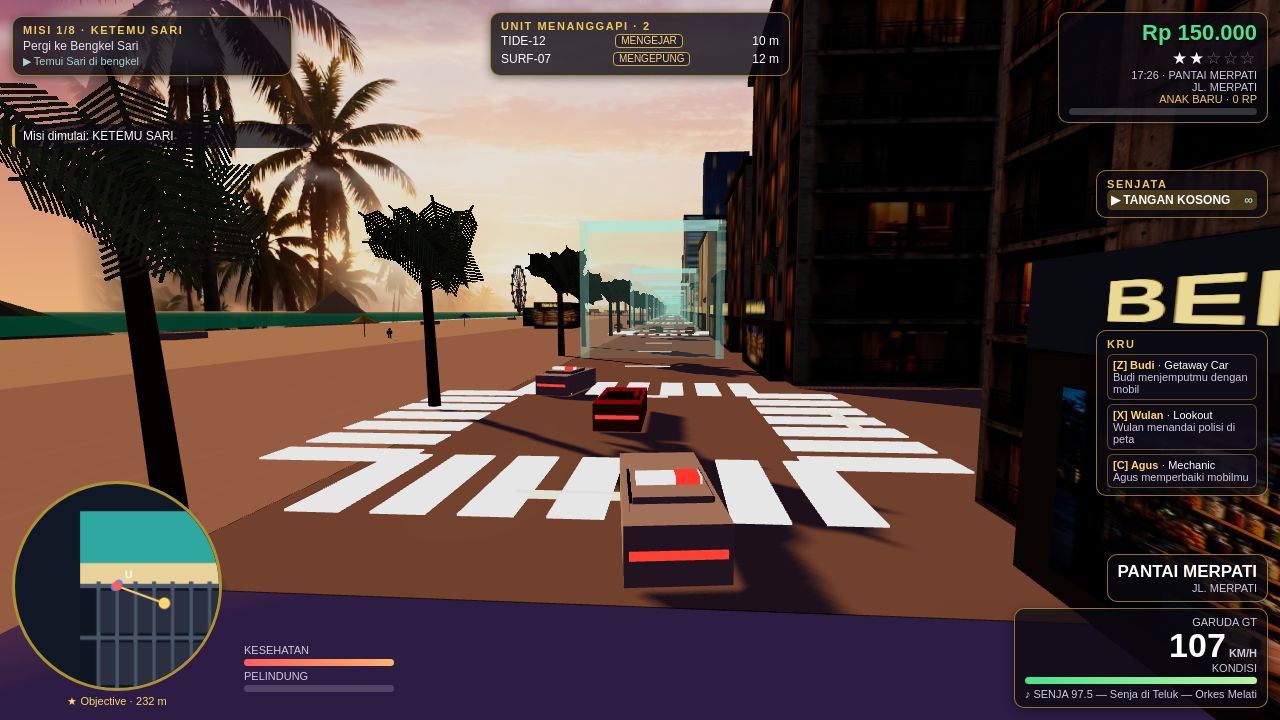 MISI 1/8 · KETEMU SARI
Pergi ke Bengkel Sari
▶ Temui Sari di bengkel
Misi dimulai: KETEMU SARI
UNIT MENANGGAPI · 2
TIDE-12 MENGEJAR 10 m
SURF-07 MENGEPUNG 12 m
Rp 150.000
★★☆☆☆
17:26 · PANTAI MERPATI
JL. MERPATI
ANAK BARU · 0 RP
SENJATA
▶ TANGAN KOSONG ∞
KRU
[Z] Budi · Getaway Car
Budi menjemputmu dengan
mobil
[X] Wulan · Lookout
Wulan menandai polisi di
peta
[C] Agus · Mechanic
Agus memperbaiki mobilmu
PANTAI MERPATI
JL. MERPATI
GARUDA GT
107 KM/H
KONDISI
♪ SENJA 97.5 — Senja di Teluk — Orkes Melati
KESEHATAN
PELINDUNG
U
★ Objective · 232 m